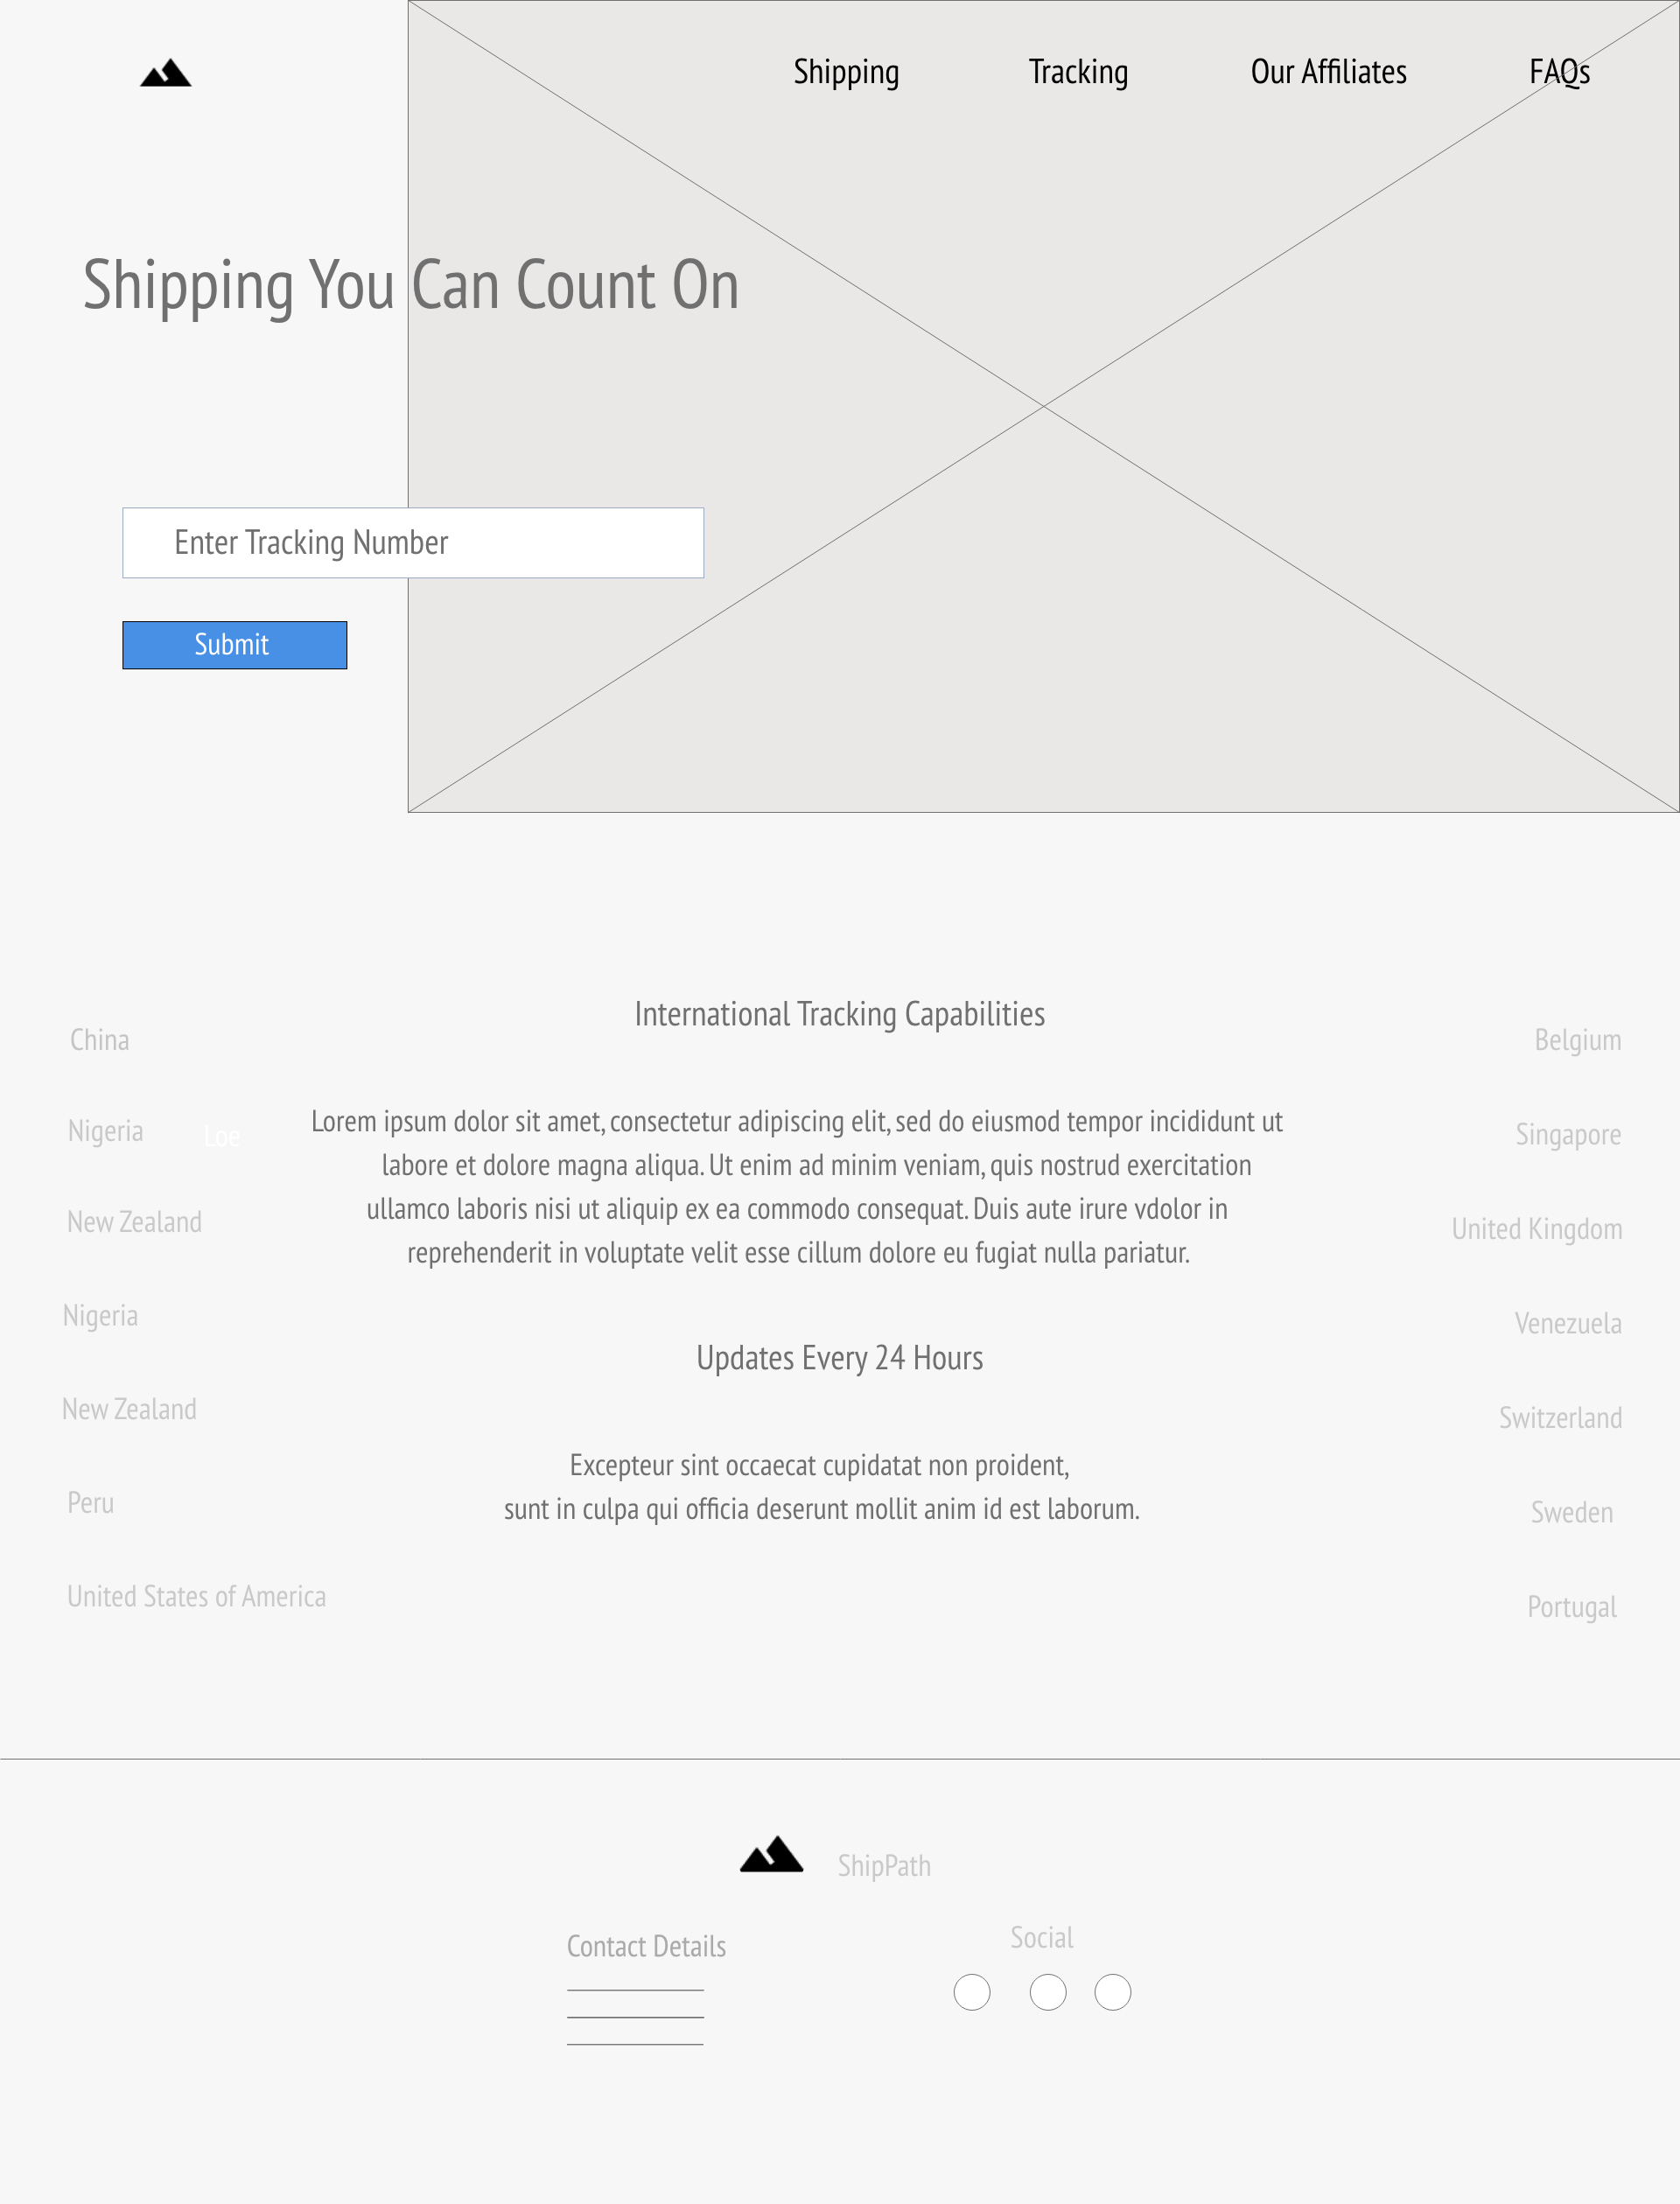 Shipping
Tracking
Our Affiliates
FAQs
Shipping You Can Count On
Enter Tracking Number
Submit
International Tracking Capabilities
China
Belgium
Lorem ipsum dolor sit amet, consectetur adipiscing elit, sed do eiusmod tempor incididunt ut
labore et dolore magna aliqua. Ut enim ad minim veniam, quis nostrud exercitation
ullamco laboris nisi ut aliquip ex ea commodo consequat. Duis aute irure vdolor in
reprehenderit in voluptate velit esse cillum dolore eu fugiat nulla pariatur.
Nigeria
Loe
Singapore
New Zealand
United Kingdom
Nigeria
Venezuela
Updates Every 24 Hours
New Zealand
Switzerland
Excepteur sint occaecat cupidatat non proident,
sunt in culpa qui officia deserunt mollit anim id est laborum.
Peru
Sweden
United States of America
Portugal
ShipPath
Contact Details
Social